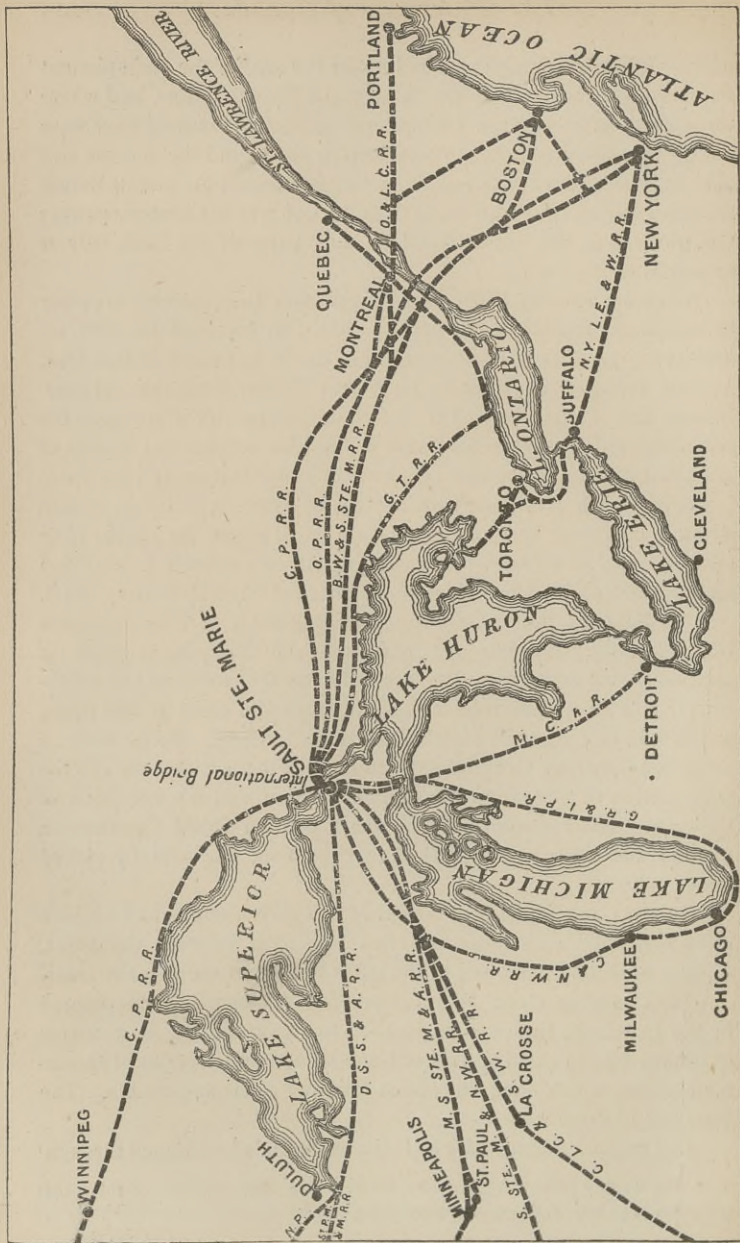 ST. LAWRENCE RIVER
ATLANTIC OCEAN
PORTLAND
BOSTON
NEW YORK
QUEBEC
MONTREAL
O. & L. C. R. R.
N. Y. L. E. & W. R. R.
L. ONTARIO
BUFFALO
TORONTO
LAKE ERIE
CLEVELAND
C. P. R. R.
O. P. R. R.
B. W. & S. STE. M. R. R.
G. T. R. R.
LAKE HURON
DETROIT
M. C. R. R.
SAULT STE. MARIE
International Bridge
G. R. & I. R. R.
LAKE MICHIGAN
CHICAGO
MILWAUKEE
C & N. W. R. R.
LAKE SUPERIOR
C. P. R. R.
D. S. S. & A. R. R.
M. S STE. M & A. R. R.
N. W. R. R.
S. W. R. R.
WINNIPEG
DULUTH
N. P.
& M. R. R.
MINNEAPOLIS
ST. PAUL &
LA CROSSE
S. STE. M.
C. L. C. &